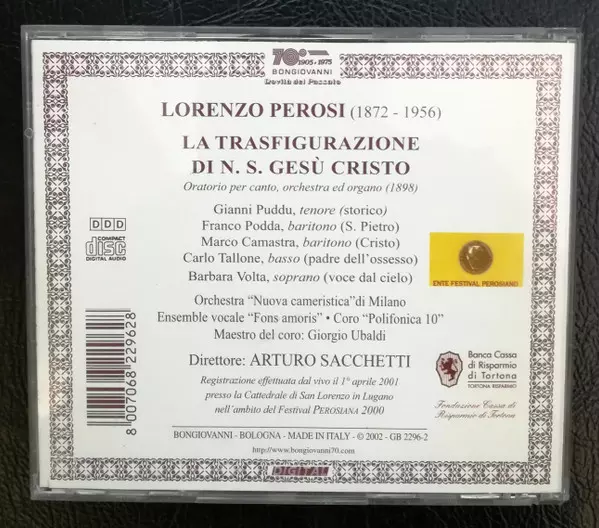 70°
1905-1975
BONGIOVANNI
Novità del Passato
LORENZO PEROSI (1872 - 1956)
LA TRASFIGURAZIONE
DI N. S. GESÙ CRISTO
Oratorio per canto, orchestra ed organo (1898)
Gianni Puddu, tenore (storico)
Franco Podda, baritono (S. Pietro)
Marco Camastra, baritono (Cristo)
Carlo Tallone, basso (padre dell'ossesso)
Barbara Volta, soprano (voce dal cielo)
DDD
COMPACT
disc
DIGITAL AUDIO
ENTE FESTIVAL PEROSIANO
Orchestra “Nuova cameristica”di Milano
Ensemble vocale “Fons amoris” • Coro “Polifonica 10”
Maestro del coro: Giorgio Ubaldi
Direttore: ARTURO SACCHETTI
Registrazione effettuata dal vivo il 1° aprile 2001
presso la Cattedrale di San Lorenzo in Lugano
nell'ambito del Festival PEROSIANA 2000
8 007068 229628
Banca Cassa
di Risparmio
di Tortona
TORTONA RISPARMIO
Fondazione Cassa di
Risparmio di Tortona
BONGIOVANNI - BOLOGNA - MADE IN ITALY - © 2002 - GB 2296-2
http://www.bongiovanni70.com
DIGITAL